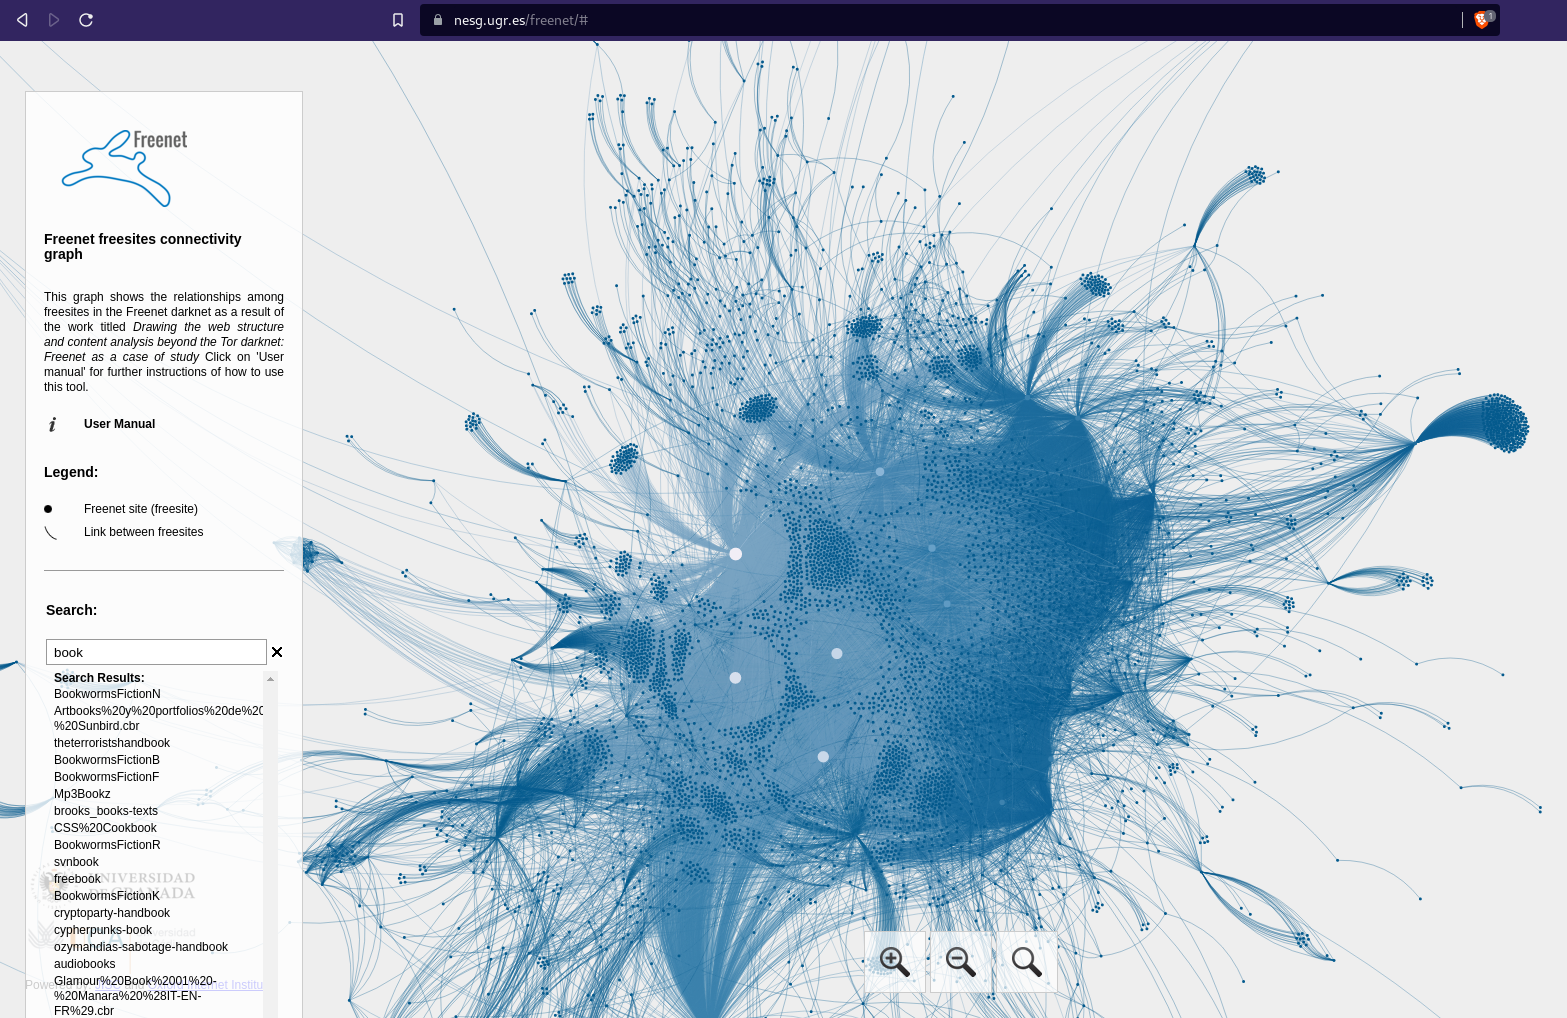 nesg.ugr.es/freenet/#
1
Freenet
Freenet freesites connectivity
graph
This graph shows the relationships among
freesites in the Freenet darknet as a result of
the work titled Drawing the web structure
and content analysis beyond the Tor darknet:
Freenet as a case of study Click on 'User
manual' for further instructions of how to use
this tool.
i
User Manual
Legend:
Freenet site (freesite)
Link between freesites
Search:
book
Search Results:
BookwormsFictionN
Artbooks%20y%20portfolios%20de%20
%20Sunbird.cbr
theterroristshandbook
BookwormsFictionB
BookwormsFictionF
Mp3Bookz
brooks_books-texts
CSS%20Cookbook
BookwormsFictionR
svnbook
freebook
UNIVERSIDAD
DE GRANADA
BookwormsFictionK
cryptoparty-handbook
cypherpunks-book
ozymandias-sabotage-handbook
audiobooks
Glamour%20Book%2001%20-
%20Manara%20%28IT-EN-
FR%29.cbr